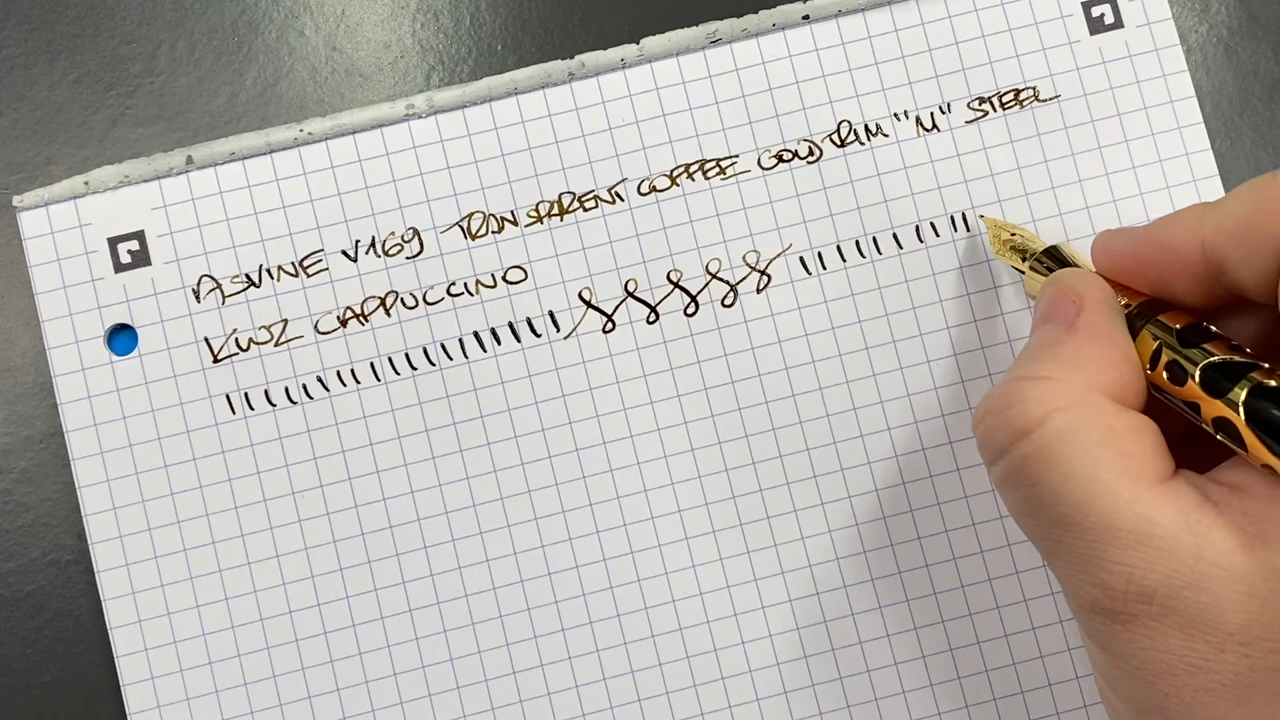 ASVINE V169 TRANSPARENT COFFEE GOLD TRIM "M" STEEL
KWZ CAPPUCCINO